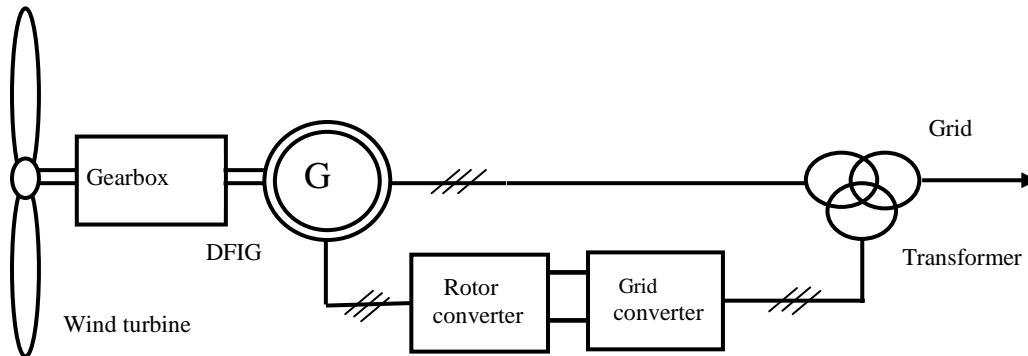 Grid
Gearbox
G
DFIG
Transformer
Rotor
converter
Grid
converter
Wind turbine